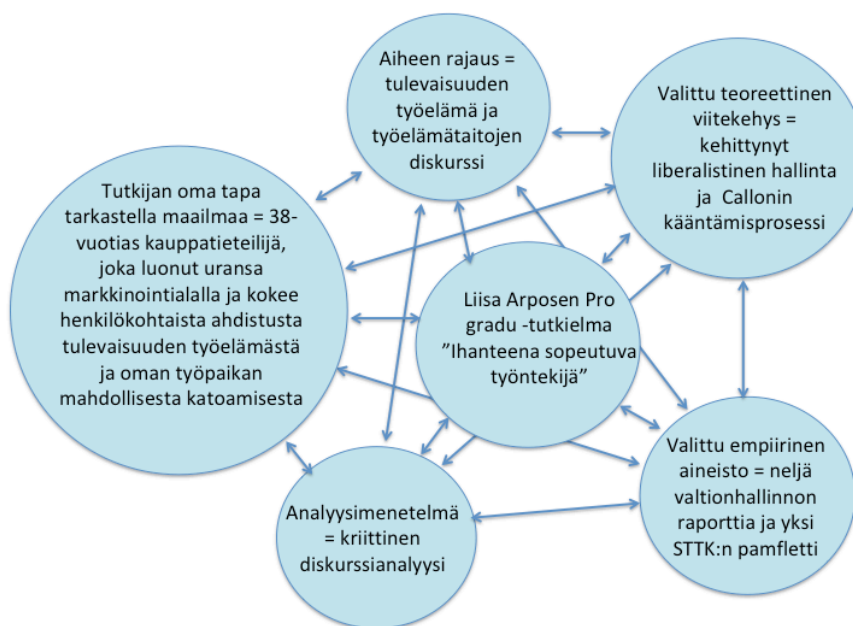 Aiheen rajaus =
tulevaisuuden
työelämä ja
työelämätaitojen
diskurssi
Valittu teoreettinen
viitekehys =
kehittynyt
liberalistinen hallinta
ja Callonin
kääntämisprosessi
Tutkijan oma tapa
tarkastella maailmaa = 38-
vuotias kauppatieteilijä,
joka luonut uransa
markkinointialalla ja kokee
henkilökohtaista ahdistusta
tulevaisuuden työelämästä
ja oman työpaikan
mahdollisesta katoamisesta
Liisa Arposen Pro
gradu -tutkielma
”Ihanteena sopeutuva
työntekijä”
Analyysimenetelmä
= kriittinen
diskurssianalyysi
Valittu empiirinen
aineisto = neljä
valtionhallinnon
raporttia ja yksi
STTK:n pamfletti